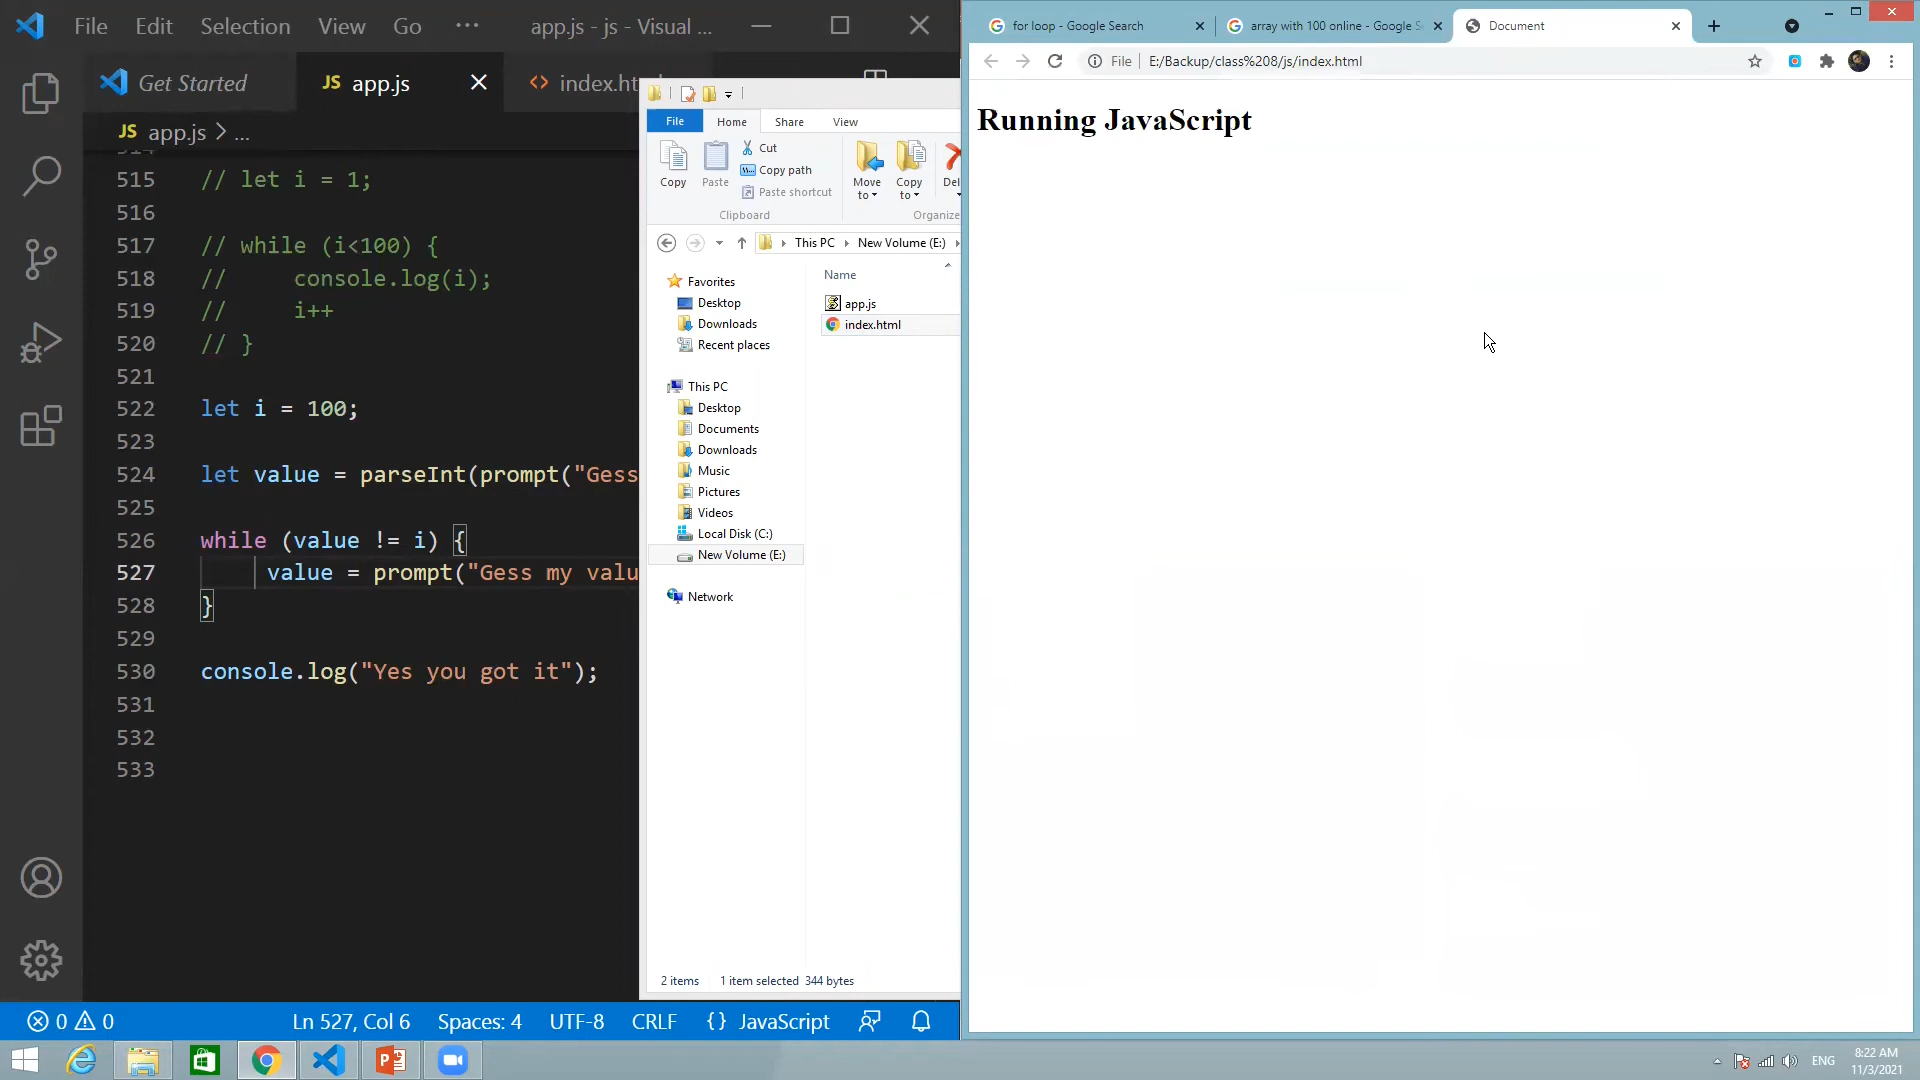 File Edit Selection View Go ··· app.js - js - Visual ...
Get Started
JS app.js
<> index.ht
JS app.js > ...
515 // let i = 1;
516
517 // while (i<100) {
518 //     console.log(i);
519 //     i++
520 // }
521
522 let i = 100;
523
524 let value = parseInt(prompt("Gess
525
526 while (value != i) {
527     value = prompt("Gess my valu
528 }
529
530 console.log("Yes you got it");
531
532
533
0 0
Ln 527, Col 6 Spaces: 4 UTF-8 CRLF {} JavaScript
File Home Share View
Copy
Paste
Cut
Copy path
Paste shortcut
Clipboard
Move to
Copy to
Del
Organize
This PC New Volume (E:)
Favorites
Desktop
Downloads
Recent places
This PC
Desktop
Documents
Downloads
Music
Pictures
Videos
Local Disk (C:)
New Volume (E:)
Network
Name
app.js
index.html
2 items 1 item selected 344 bytes
for loop - Google Search
array with 100 online - Google Se
Document
File | E:/Backup/class%208/js/index.html
Running JavaScript
ENG
8:22 AM
11/3/2021